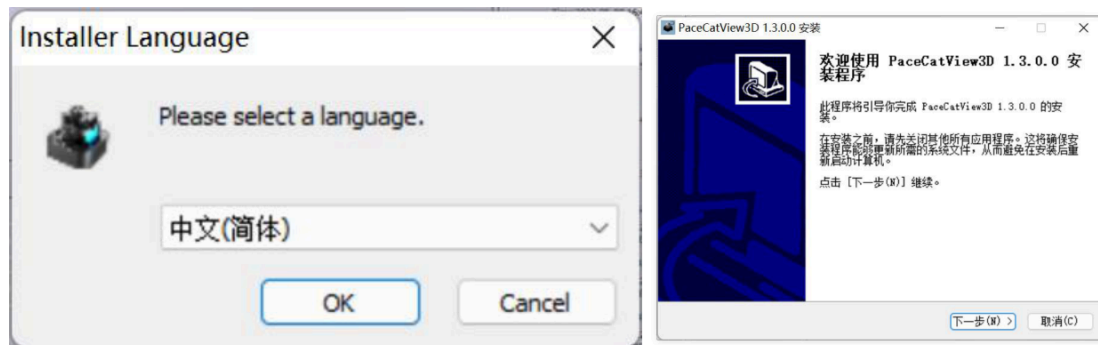 Installer Language
Please select a language.
中文(简体)
OK
Cancel
PaceCatView3D 1.3.0.0 安装
欢迎使用 PaceCatView3D 1.3.0.0 安
装程序
此程序将引导你完成 PaceCatView3D 1.3.0.0 的安
装。
在安装之前，请先关闭其他所有应用程序。这将确保安
装程序能够更新所需的系统文件，从而避免在安装后重
新启动计算机。
点击 [下一步(N)] 继续。
下一步(N) >
取消(C)